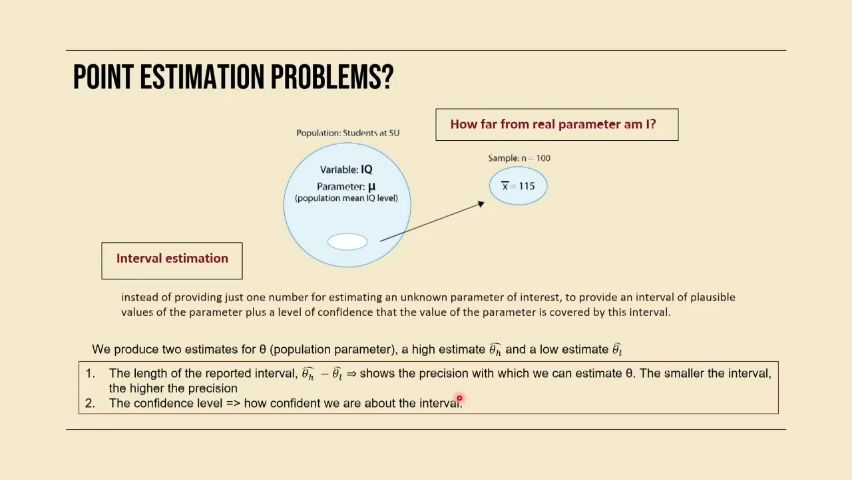 POINT ESTIMATION PROBLEMS?
How far from real parameter am I?
Population: Students at SU
Variable: IQ
Parameter: μ
(population mean IQ level)
Sample: n = 100
x̅ = 115
Interval estimation
instead of providing just one number for estimating an unknown parameter of interest, to provide an interval of plausible
values of the parameter plus a level of confidence that the value of the parameter is covered by this interval.
We produce two estimates for θ (population parameter), a high estimate θ̂ₕ and a low estimate θ̂ₗ
1. The length of the reported interval, θ̂ₕ − θ̂ₗ ⇒ shows the precision with which we can estimate θ. The smaller the interval,
the higher the precision
2. The confidence level => how confident we are about the interval.